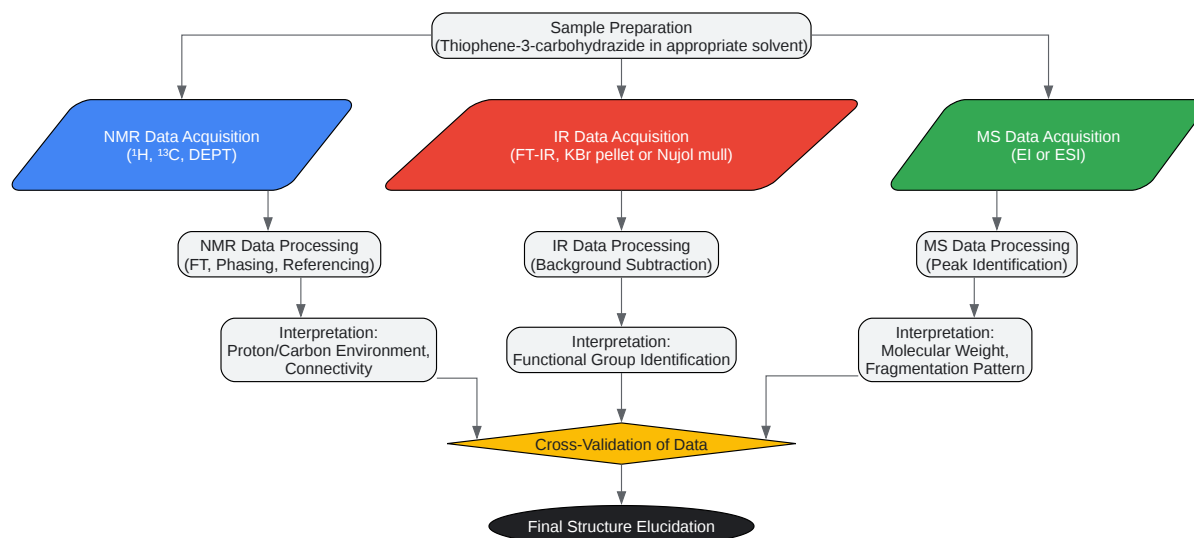 Sample Preparation
(Thiophene-3-carbohydrazide in appropriate solvent)
NMR Data Acquisition
(¹H, ¹³C, DEPT)
IR Data Acquisition
(FT-IR, KBr pellet or Nujol mull)
MS Data Acquisition
(EI or ESI)
NMR Data Processing
(FT, Phasing, Referencing)
IR Data Processing
(Background Subtraction)
MS Data Processing
(Peak Identification)
Interpretation:
Proton/Carbon Environment,
Connectivity
Interpretation:
Functional Group Identification
Interpretation:
Molecular Weight,
Fragmentation Pattern
Cross-Validation of Data
Final Structure Elucidation